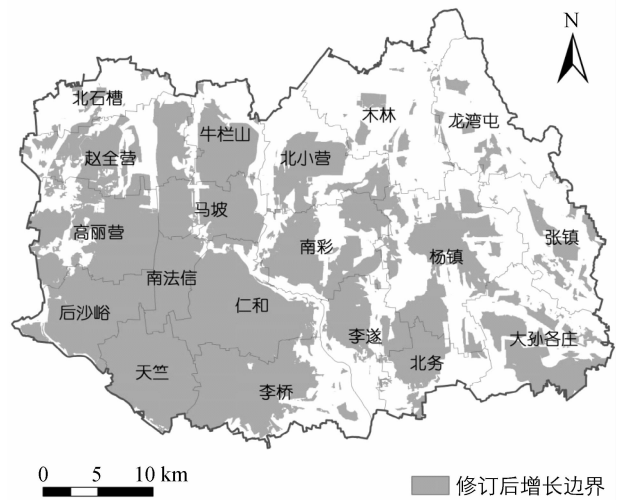 N
北石槽
牛栏山
木林
龙湾屯
赵全营
北小营
马坡
高丽营
南彩
杨镇
张镇
南法信
后沙峪
仁和
李遂
大孙各庄
北务
天竺
李桥
0 5 10 km
修订后增长边界